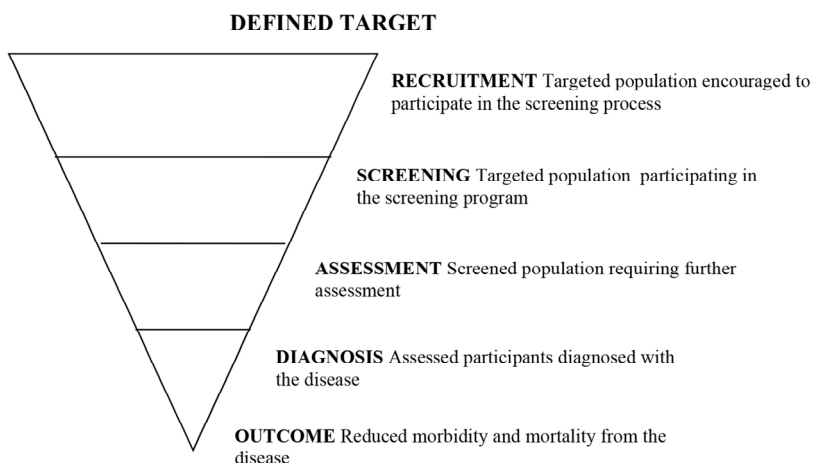 DEFINED TARGET
RECRUITMENT Targeted population encouraged to
participate in the screening process
SCREENING Targeted population participating in
the screening program
ASSESSMENT Screened population requiring further
assessment
DIAGNOSIS Assessed participants diagnosed with
the disease
OUTCOME Reduced morbidity and mortality from the
disease